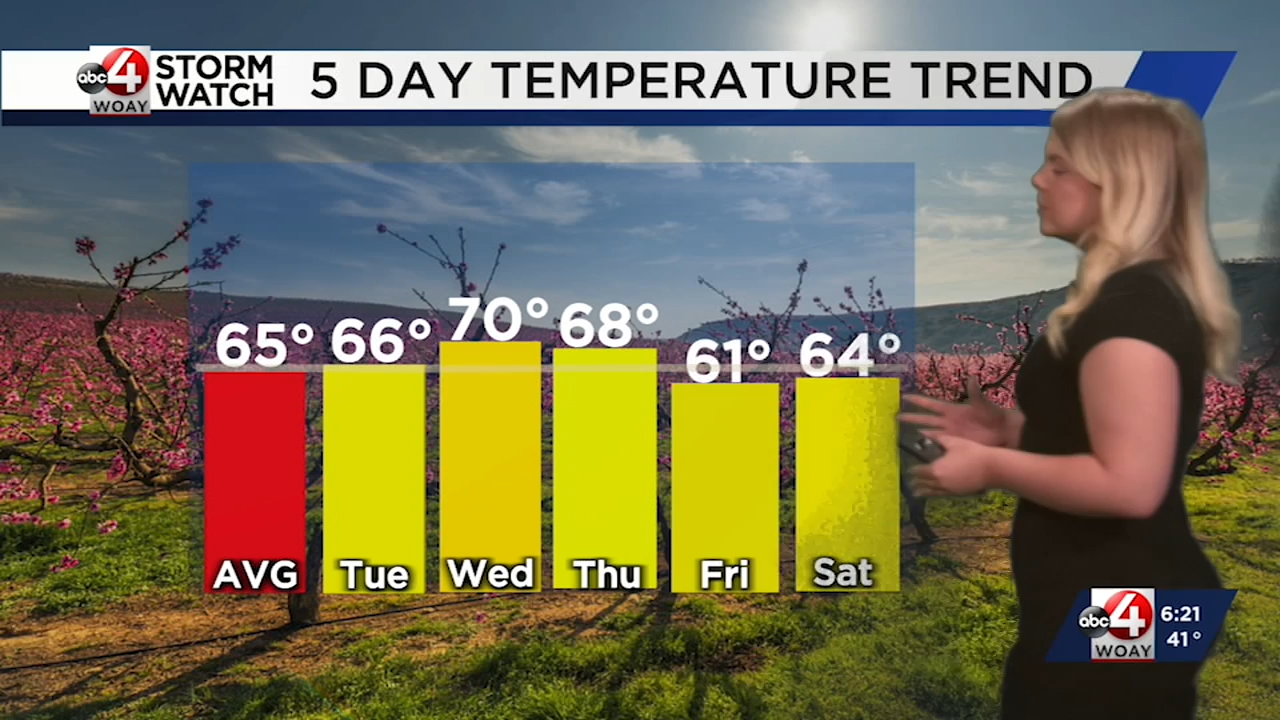 abc 4
WOAY
STORM
WATCH
5 DAY TEMPERATURE TREND
65° 66° 70° 68° 61° 64°
AVG Tue Wed Thu Fri Sat
abc 4
WOAY
6:21
41°